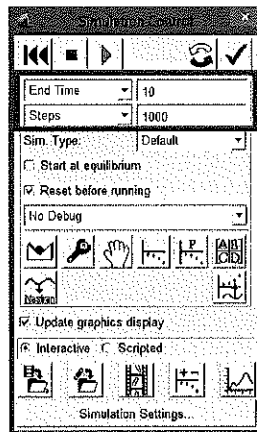 Simulation Control
End Time 10
Steps 1000
Sim. Type: Default
Start at equilibrium
Reset before running
No Debug
P
A B
C D
Update graphics display
Interactive Scripted
Simulation Settings...